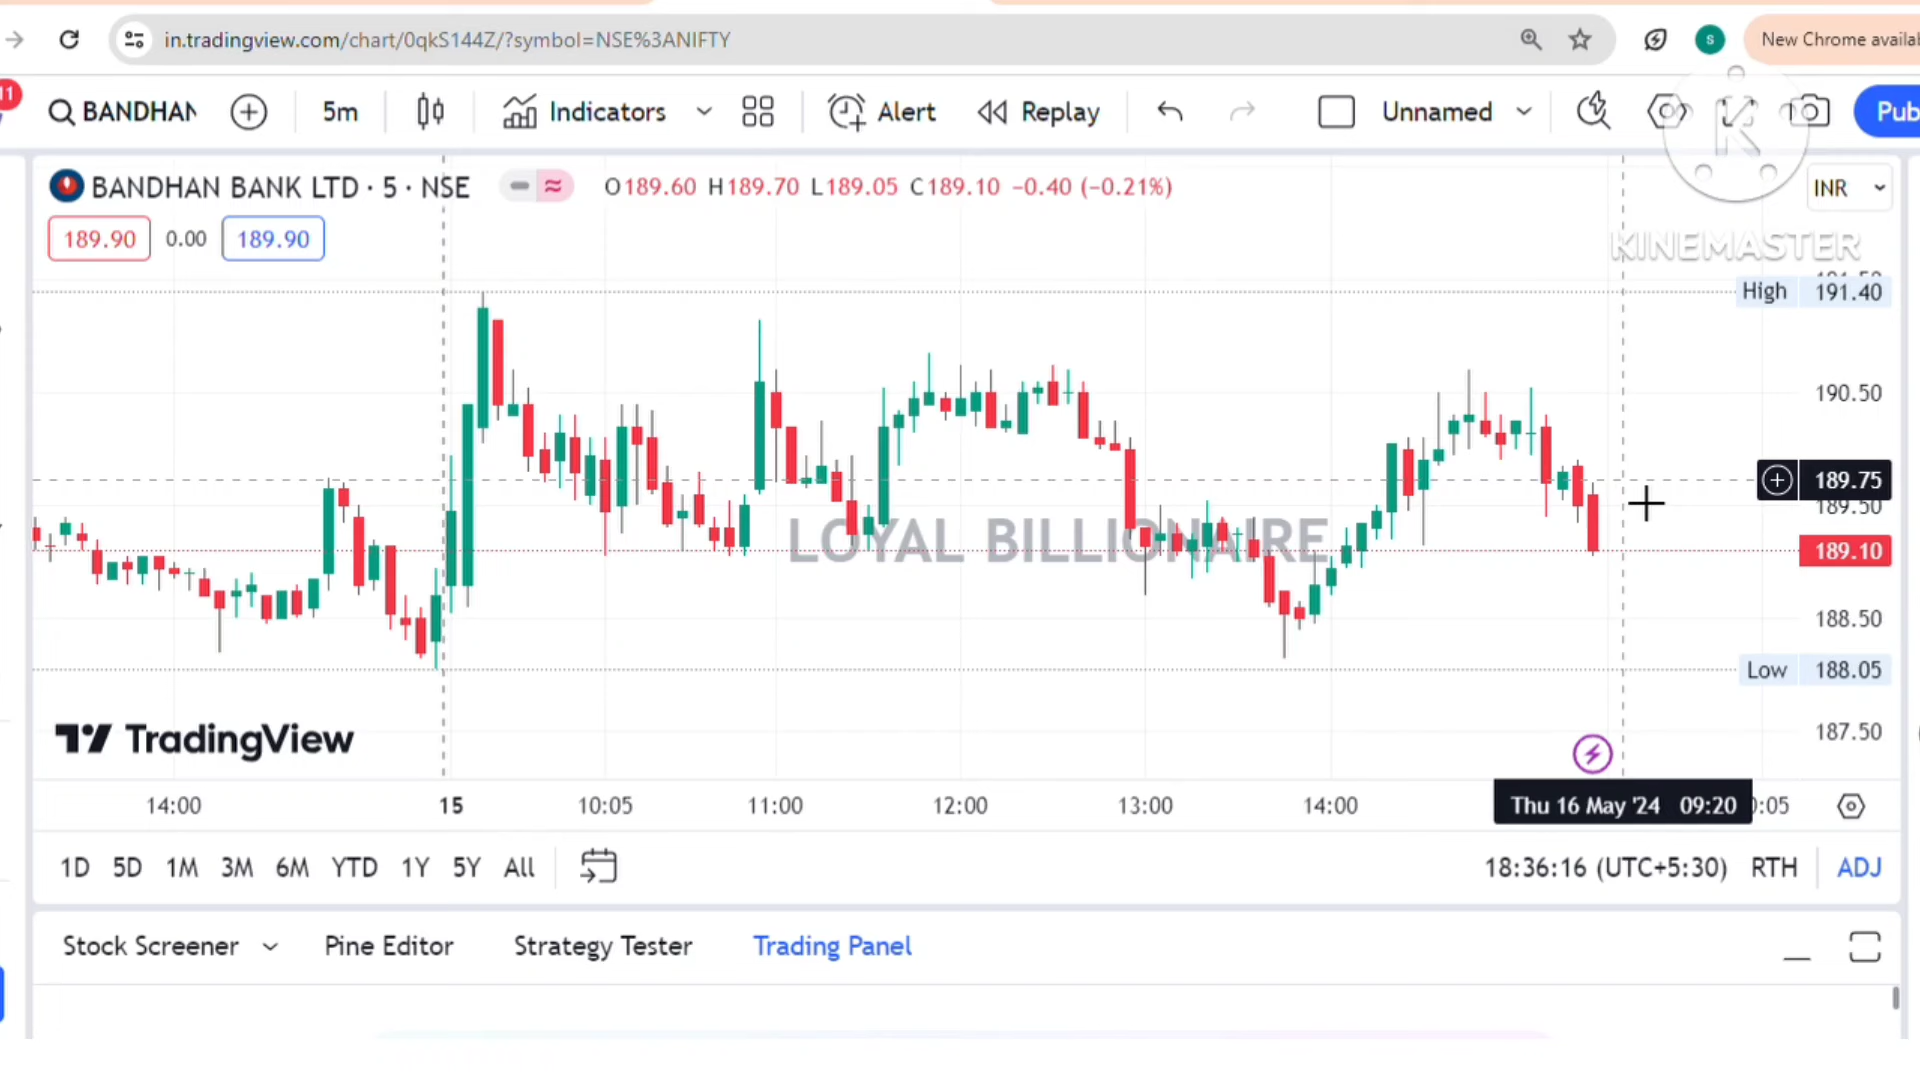 in.tradingview.com/chart/0qkS144Z/?symbol=NSE%3ANIFTY
S
New Chrome availab
11
BANDHAN
5m
Indicators
Alert
Replay
Unnamed
Pub
BANDHAN BANK LTD · 5 · NSE
O189.60 H189.70 L189.05 C189.10 −0.40 (−0.21%)
INR
189.90 0.00 189.90
K
KINEMASTER
High 191.40
190.50
189.75
189.50
LOYAL BILLIONAIRE
189.10
188.50
Low 188.05
187.50
TradingView
14:00 15 10:05 11:00 12:00 13:00 14:00 Thu 16 May '24 09:20 :05
1D 5D 1M 3M 6M YTD 1Y 5Y All
18:36:16 (UTC+5:30) RTH ADJ
Stock Screener Pine Editor Strategy Tester Trading Panel